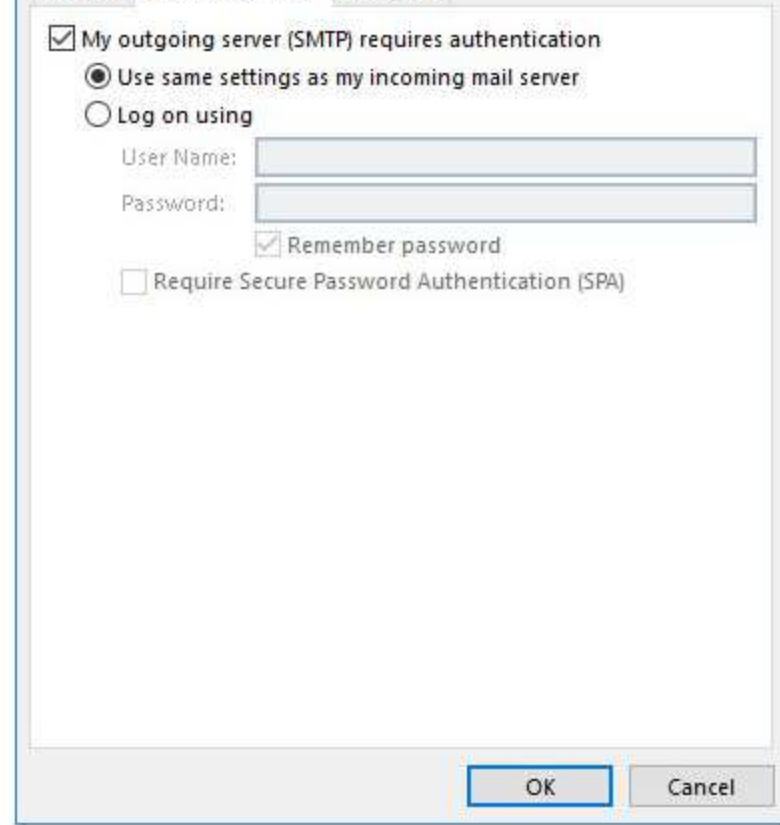 My outgoing server (SMTP) requires authentication
Use same settings as my incoming mail server
Log on using
User Name:
Password:
Remember password
Require Secure Password Authentication (SPA)
OK
Cancel